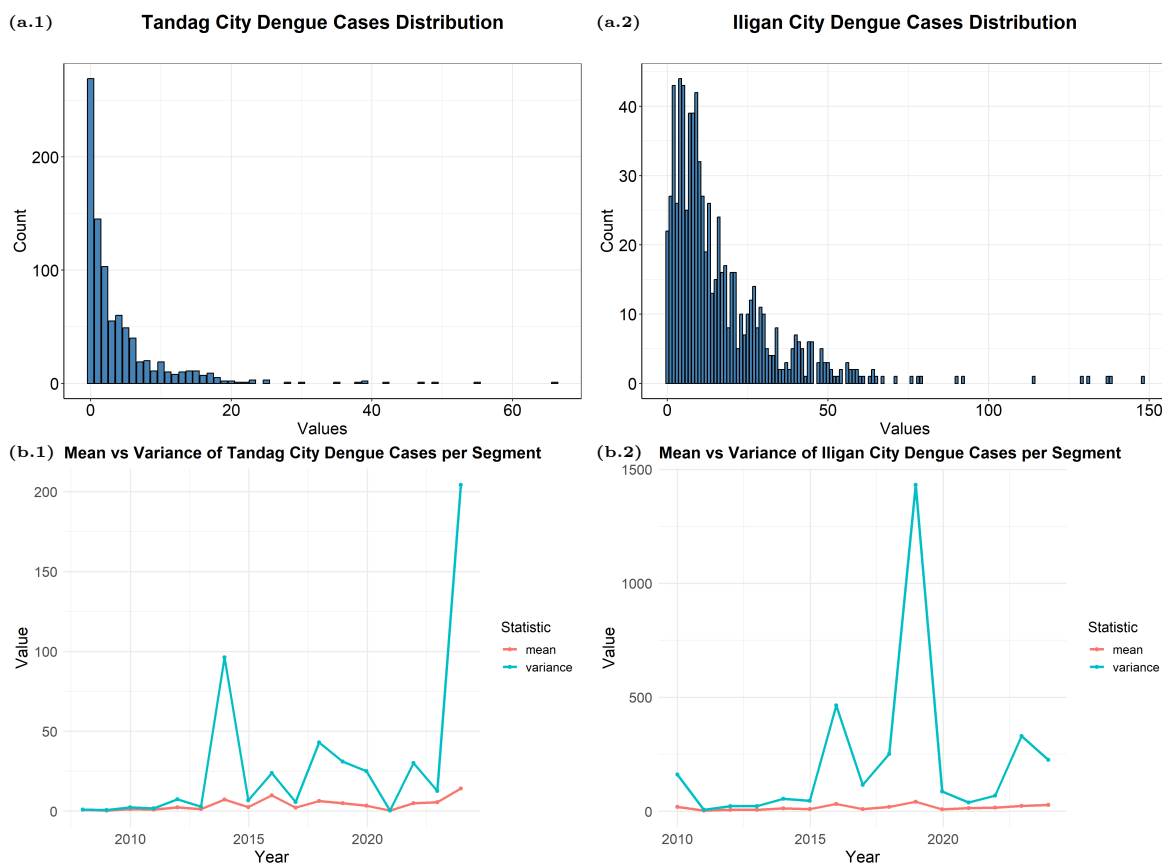 (a.1) Tandag City Dengue Cases Distribution
200
100
0
Count
0 20 40 60
Values
(a.2) Iligan City Dengue Cases Distribution
40
30
20
10
0
Count
0 50 100 150
Values
(b.1) Mean vs Variance of Tandag City Dengue Cases per Segment
200
150
100
50
0
Value
2010 2015 2020
Year
Statistic
mean
variance
(b.2) Mean vs Variance of Iligan City Dengue Cases per Segment
1500
1000
500
0
Value
2010 2015 2020
Year
Statistic
mean
variance